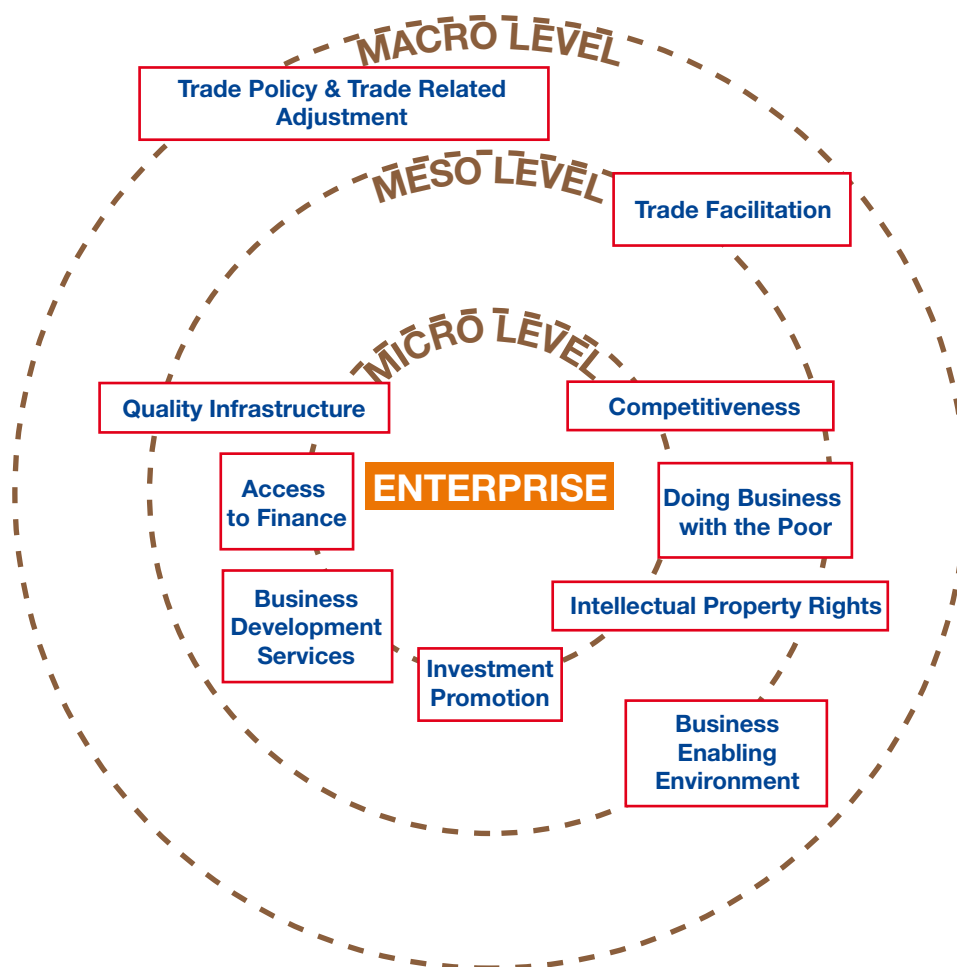 MACRO LEVEL
Trade Policy & Trade Related
Adjustment
MESO LEVEL
Trade Facilitation
MICRO LEVEL
Quality Infrastructure
Competitiveness
Access
to Finance
ENTERPRISE
Doing Business
with the Poor
Business
Development
Services
Intellectual Property Rights
Investment
Promotion
Business
Enabling
Environment